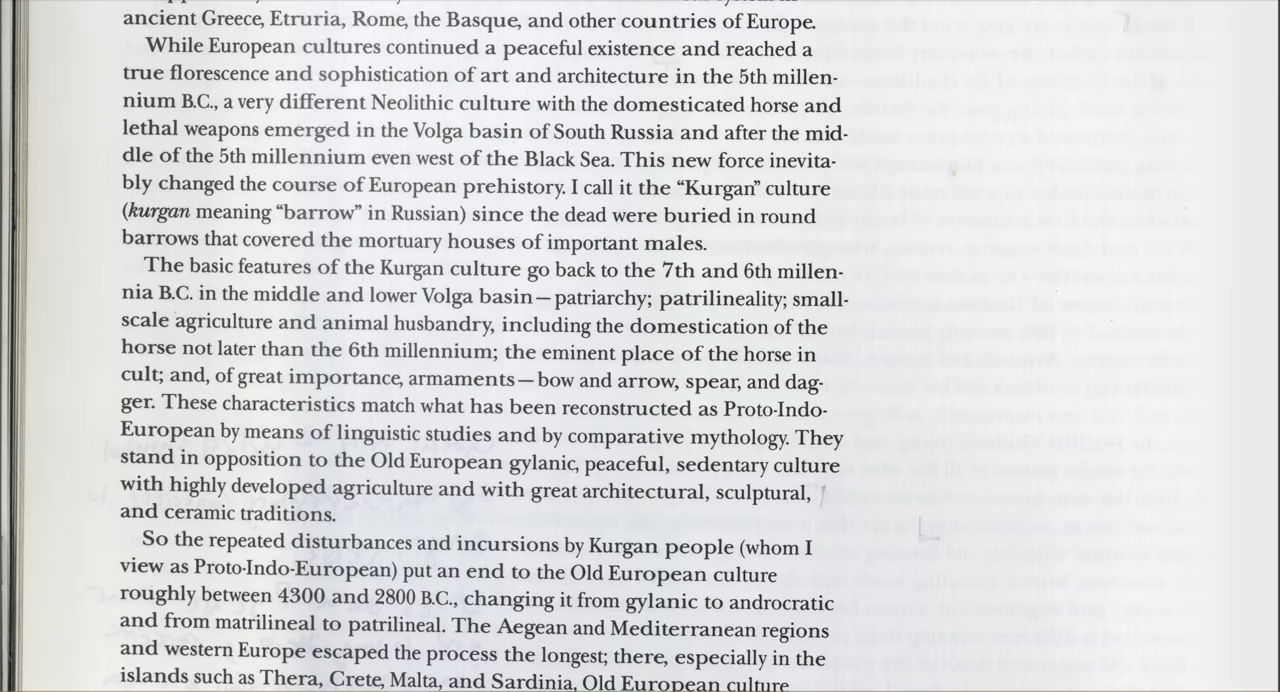 ancient Greece, Etruria, Rome, the Basque, and other countries of Europe.
While European cultures continued a peaceful existence and reached a
true florescence and sophistication of art and architecture in the 5th millen-
nium B.C., a very different Neolithic culture with the domesticated horse and
lethal weapons emerged in the Volga basin of South Russia and after the mid-
dle of the 5th millennium even west of the Black Sea. This new force inevita-
bly changed the course of European prehistory. I call it the “Kurgan” culture
(kurgan meaning “barrow” in Russian) since the dead were buried in round
barrows that covered the mortuary houses of important males.
The basic features of the Kurgan culture go back to the 7th and 6th millen-
nia B.C. in the middle and lower Volga basin—patriarchy; patrilineality; small-
scale agriculture and animal husbandry, including the domestication of the
horse not later than the 6th millennium; the eminent place of the horse in
cult; and, of great importance, armaments—bow and arrow, spear, and dag-
ger. These characteristics match what has been reconstructed as Proto-Indo-
European by means of linguistic studies and by comparative mythology. They
stand in opposition to the Old European gylanic, peaceful, sedentary culture
with highly developed agriculture and with great architectural, sculptural,
and ceramic traditions.
So the repeated disturbances and incursions by Kurgan people (whom I
view as Proto-Indo-European) put an end to the Old European culture
roughly between 4300 and 2800 B.C., changing it from gylanic to androcratic
and from matrilineal to patrilineal. The Aegean and Mediterranean regions
and western Europe escaped the process the longest; there, especially in the
islands such as Thera, Crete, Malta, and Sardinia, Old European culture